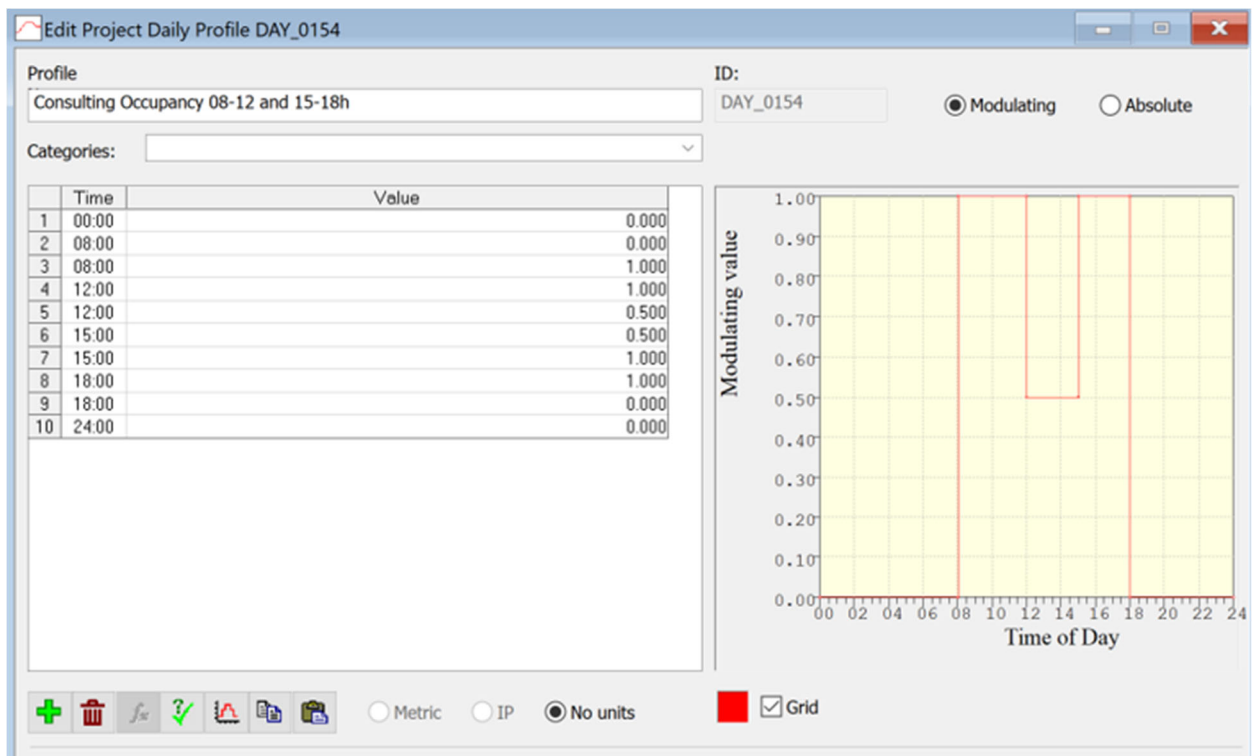 Edit Project Daily Profile DAY_0154
Profile
ID:
Consulting Occupancy 08-12 and 15-18h
DAY_0154
Modulating
Absolute
Categories:
Time Value
1 00:00 0.000
2 08:00 0.000
3 08:00 1.000
4 12:00 1.000
5 12:00 0.500
6 15:00 0.500
7 15:00 1.000
8 18:00 1.000
9 18:00 0.000
10 24:00 0.000
Modulating value
1.00
0.90
0.80
0.70
0.60
0.50
0.40
0.30
0.20
0.10
0.00
00 02 04 06 08 10 12 14 16 18 20 22 24
Time of Day
Metric
IP
No units
Grid